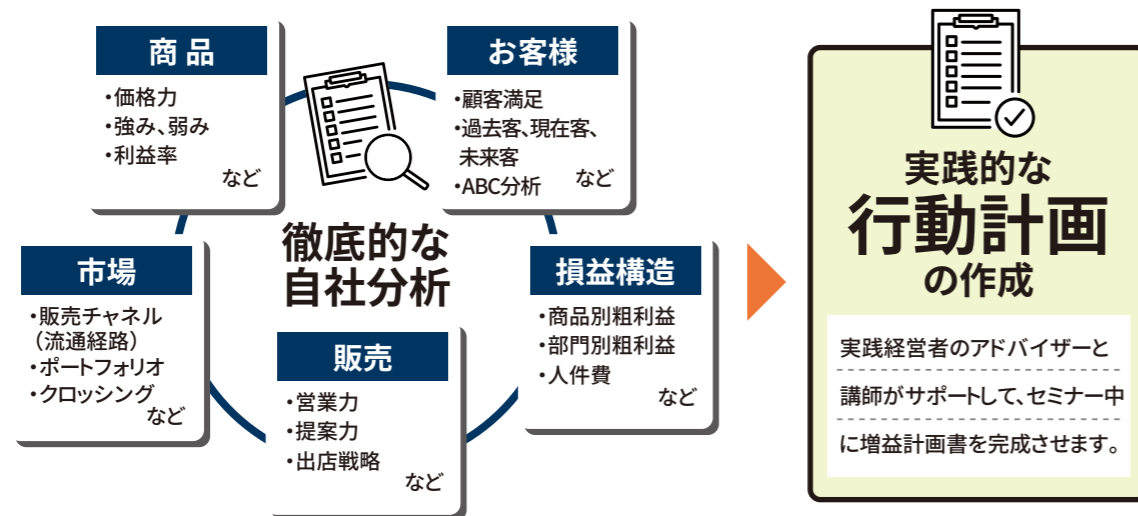 商品
・価格力
・強み、弱み
・利益率
など
お客様
・顧客満足
・過去客、現在客、
未来客
・ABC分析
など
徹底的な
自社分析
市場
・販売チャネル
（流通経路）
・ポートフォリオ
・クロッシング
など
販売
・営業力
・提案力
・出店戦略
など
損益構造
・商品別粗利益
・部門別粗利益
・人件費
など
実践的な
行動計画
の作成
実践経営者のアドバイザーと
講師がサポートして、セミナー中
に増益計画書を完成させます。